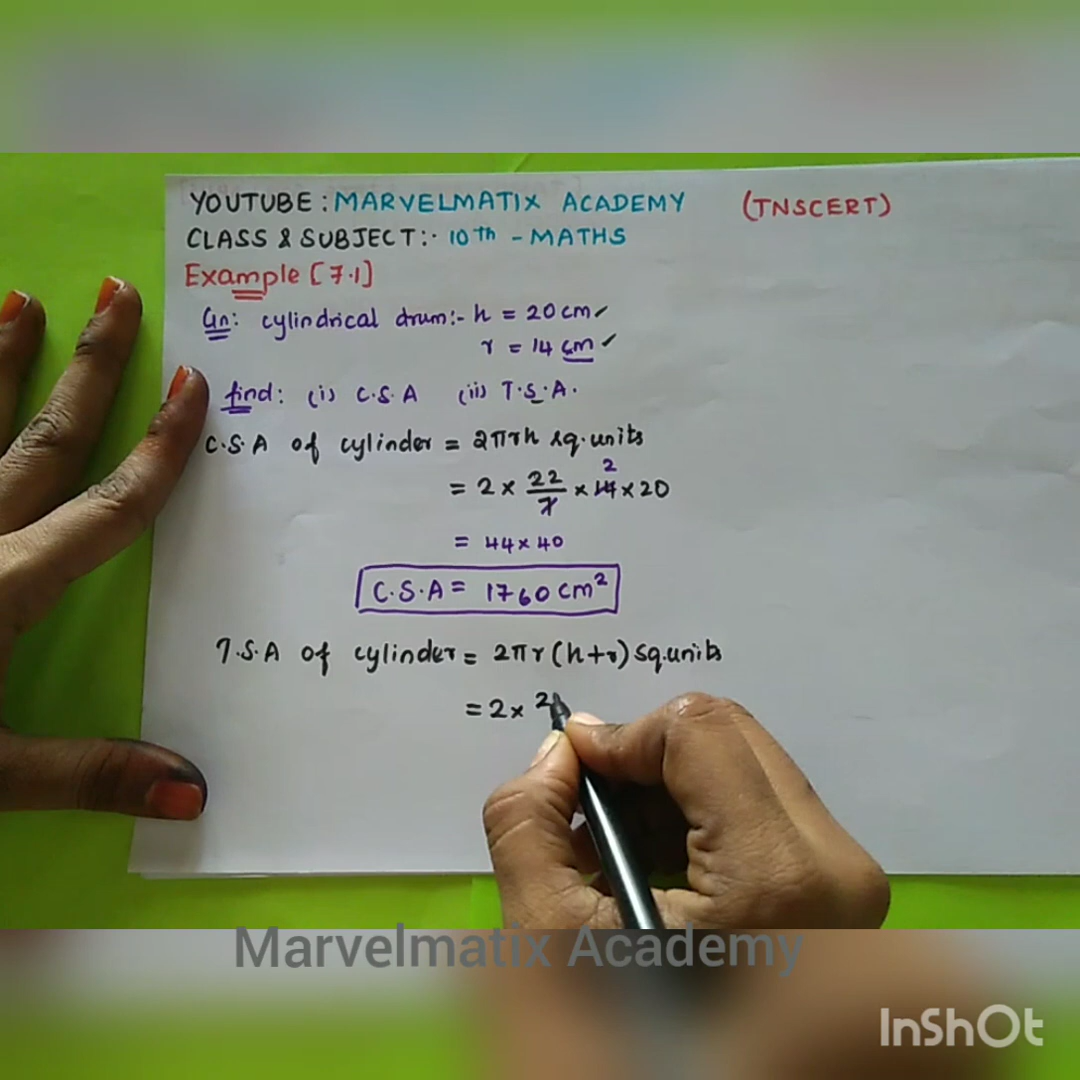 YOUTUBE : MARVELMATIX ACADEMY (TNSCERT)
CLASS & SUBJECT:- 10th - MATHS
Example [7.1]
Gn: cylindrical drum:- h = 20cm✓
r = 14 cm ✓
find: (i) C.S.A (ii) T.S.A.
C.S.A of cylinder = 2πrh sq.units
= 2 × 22/7 × 14 × 20
2
= 44 × 40
C.S.A = 1760 cm²
T.S.A of cylinder = 2πr (h+r) sq.units
= 2 × 2
Marvelmatix Academy
InShOt